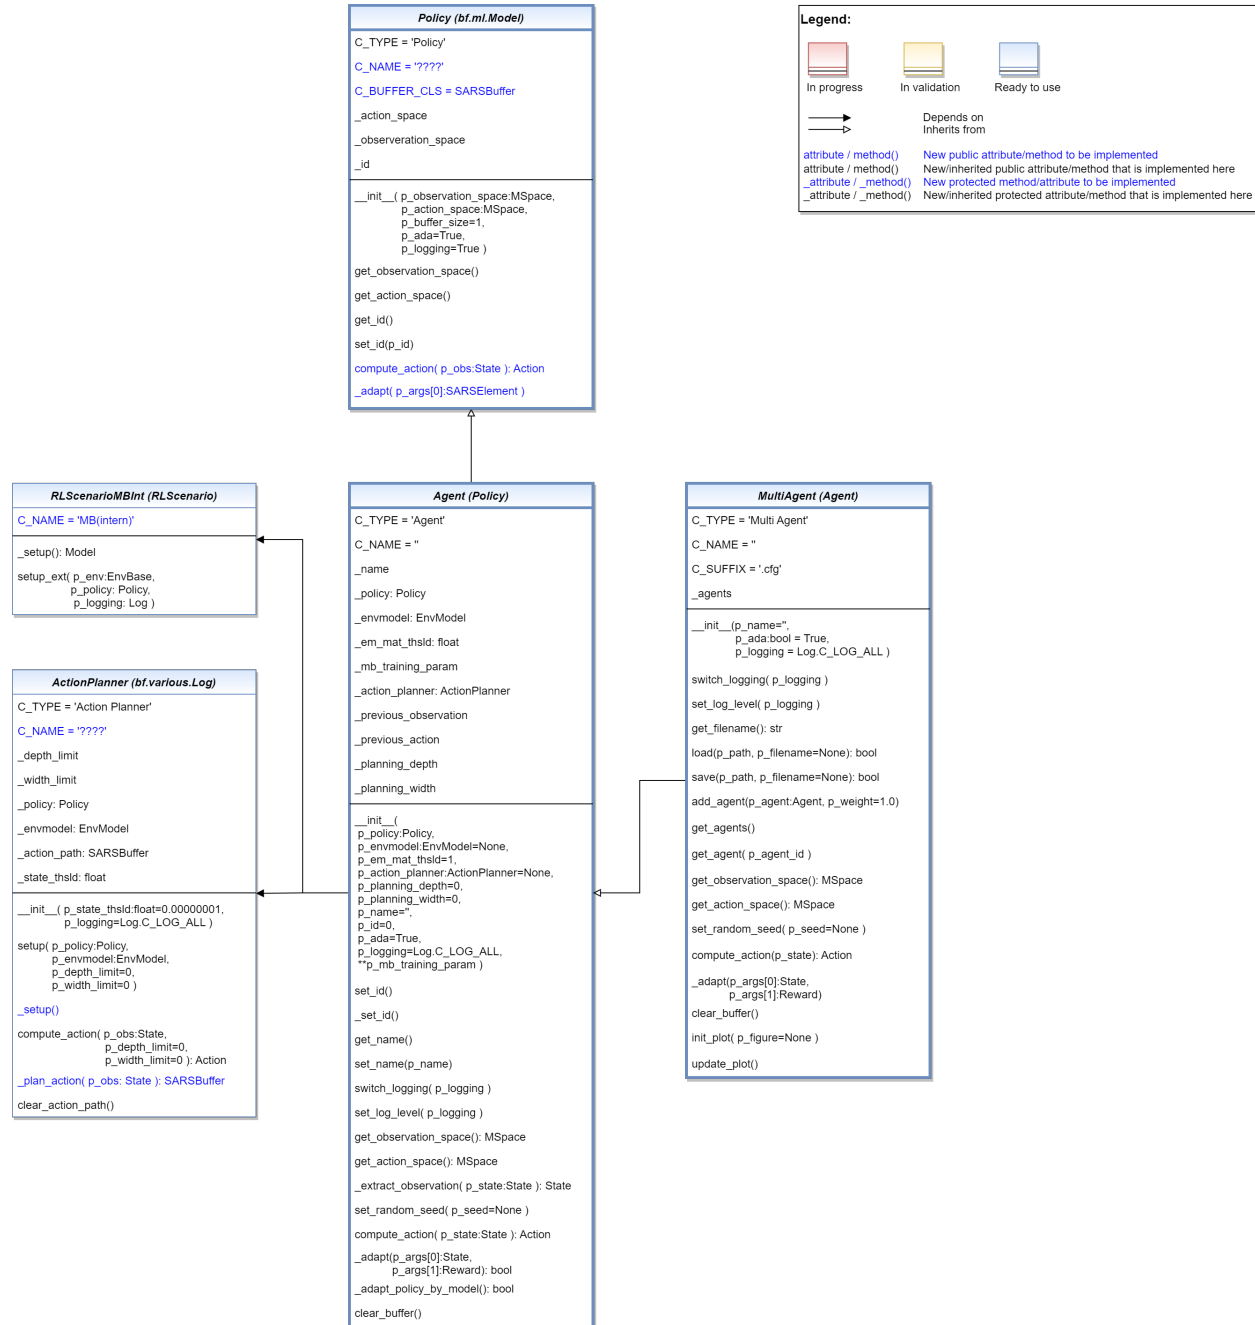 Policy (bf.ml.Model)
C_TYPE = 'Policy'
C_NAME = '????'
C_BUFFER_CLS = SARSBuffer
_action_space
_observeration_space
_id
__init__( p_observation_space:MSpace,
p_action_space:MSpace,
p_buffer_size=1,
p_ada=True,
p_logging=True )
get_observation_space()
get_action_space()
get_id()
set_id(p_id)
compute_action( p_obs:State ): Action
_adapt( p_args[0]:SARSElement )
Legend:
In progress
In validation
Ready to use
Depends on
Inherits from
attribute / method() New public attribute/method to be implemented
attribute / method() New/inherited public attribute/method that is implemented here
_attribute / _method() New protected method/attribute to be implemented
_attribute / _method() New/inherited protected attribute/method that is implemented here
RLScenarioMBInt (RLScenario)
C_NAME = 'MB(intern)'
_setup(): Model
setup_ext( p_env:EnvBase,
p_policy: Policy,
p_logging: Log )
ActionPlanner (bf.various.Log)
C_TYPE = 'Action Planner'
C_NAME = '????'
_depth_limit
_width_limit
_policy: Policy
_envmodel: EnvModel
_action_path: SARSBuffer
_state_thsld: float
__init__( p_state_thsld:float=0.00000001,
p_logging=Log.C_LOG_ALL )
setup( p_policy:Policy,
p_envmodel:EnvModel,
p_depth_limit=0,
p_width_limit=0 )
_setup()
compute_action( p_obs:State,
p_depth_limit=0,
p_width_limit=0 ): Action
_plan_action( p_obs: State ): SARSBuffer
clear_action_path()
Agent (Policy)
C_TYPE = 'Agent'
C_NAME = ''
_name
_policy: Policy
_envmodel: EnvModel
_em_mat_thsld: float
_mb_training_param
_action_planner: ActionPlanner
_previous_observation
_previous_action
_planning_depth
_planning_width
__init__(
p_policy:Policy,
p_envmodel:EnvModel=None,
p_em_mat_thsld=1,
p_action_planner:ActionPlanner=None,
p_planning_depth=0,
p_planning_width=0,
p_name='',
p_id=0,
p_ada=True,
p_logging=Log.C_LOG_ALL,
**p_mb_training_param )
set_id()
_set_id()
get_name()
set_name(p_name)
switch_logging( p_logging )
set_log_level( p_logging )
get_observation_space(): MSpace
get_action_space(): MSpace
_extract_observation( p_state:State ): State
set_random_seed( p_seed=None )
compute_action( p_state:State ): Action
_adapt(p_args[0]:State,
p_args[1]:Reward): bool
_adapt_policy_by_model(): bool
clear_buffer()
MultiAgent (Agent)
C_TYPE = 'Multi Agent'
C_NAME = ''
C_SUFFIX = '.cfg'
_agents
__init__(p_name='',
p_ada:bool = True,
p_logging = Log.C_LOG_ALL )
switch_logging( p_logging )
set_log_level( p_logging )
get_filename(): str
load(p_path, p_filename=None): bool
save(p_path, p_filename=None): bool
add_agent(p_agent:Agent, p_weight=1.0)
get_agents()
get_agent( p_agent_id )
get_observation_space(): MSpace
get_action_space(): MSpace
set_random_seed( p_seed=None )
compute_action(p_state): Action
_adapt(p_args[0]:State,
p_args[1]:Reward)
clear_buffer()
init_plot( p_figure=None )
update_plot()